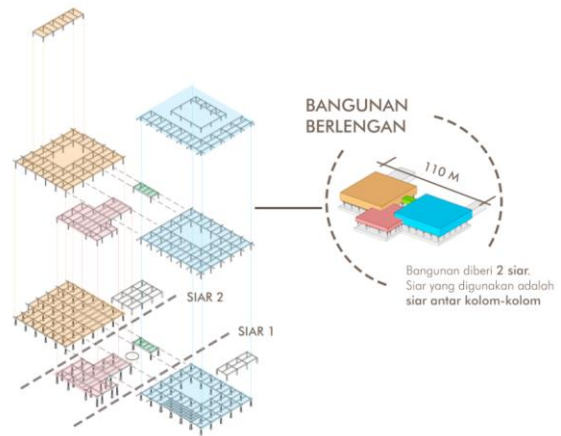 BANGUNAN
BERLENGAN
110 M
Bangunan diberi 2 siar.
Siar yang digunakan adalah
siar antar kolom-kolom
SIAR 2
SIAR 1